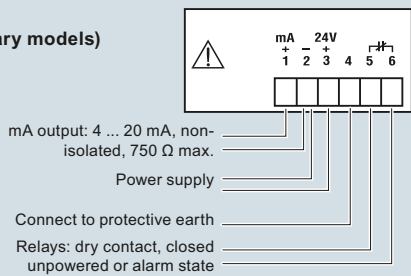 ary models)
mA 24V
+ – +
1 2 3 4 5 6
mA output: 4 ... 20 mA, non-
isolated, 750 Ω max.
Power supply
Connect to protective earth
Relays: dry contact, closed
unpowered or alarm state